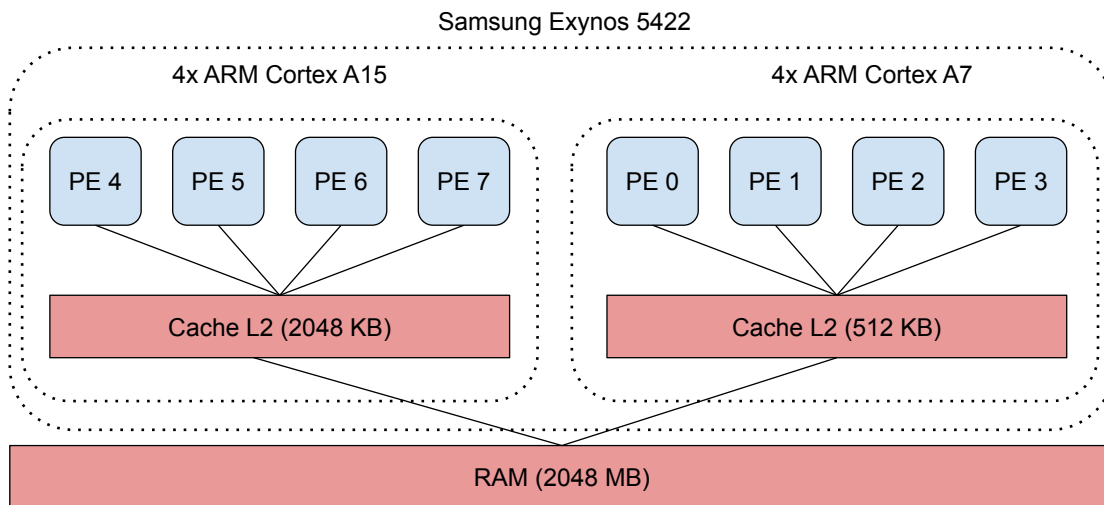 Samsung Exynos 5422
4x ARM Cortex A15
4x ARM Cortex A7
PE 4
PE 5
PE 6
PE 7
PE 0
PE 1
PE 2
PE 3
Cache L2 (2048 KB)
Cache L2 (512 KB)
RAM (2048 MB)